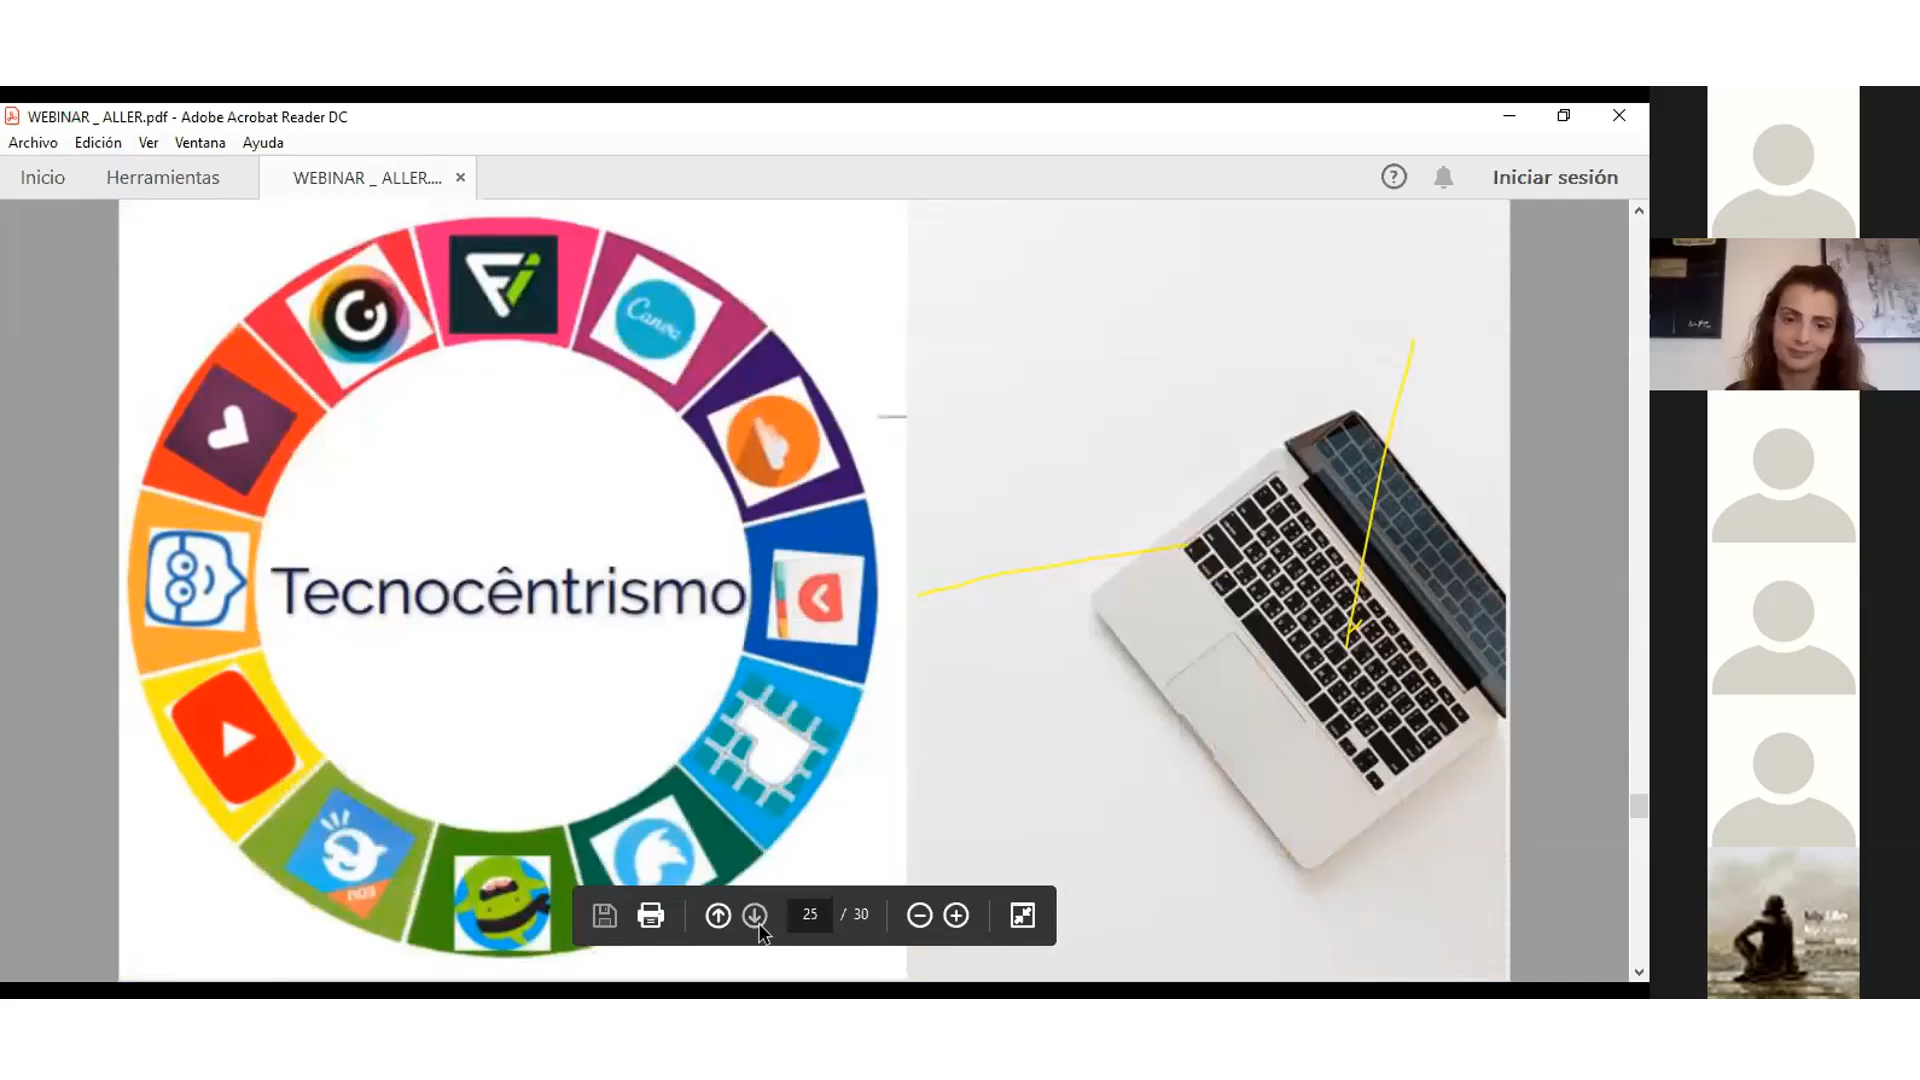 WEBINAR _ ALLER.pdf - Adobe Acrobat Reader DC
Archivo Edición Ver Ventana Ayuda
Inicio Herramientas WEBINAR _ ALLER.... × ? Iniciar sesión
Canva
Tecnocêntrismo
25 / 30